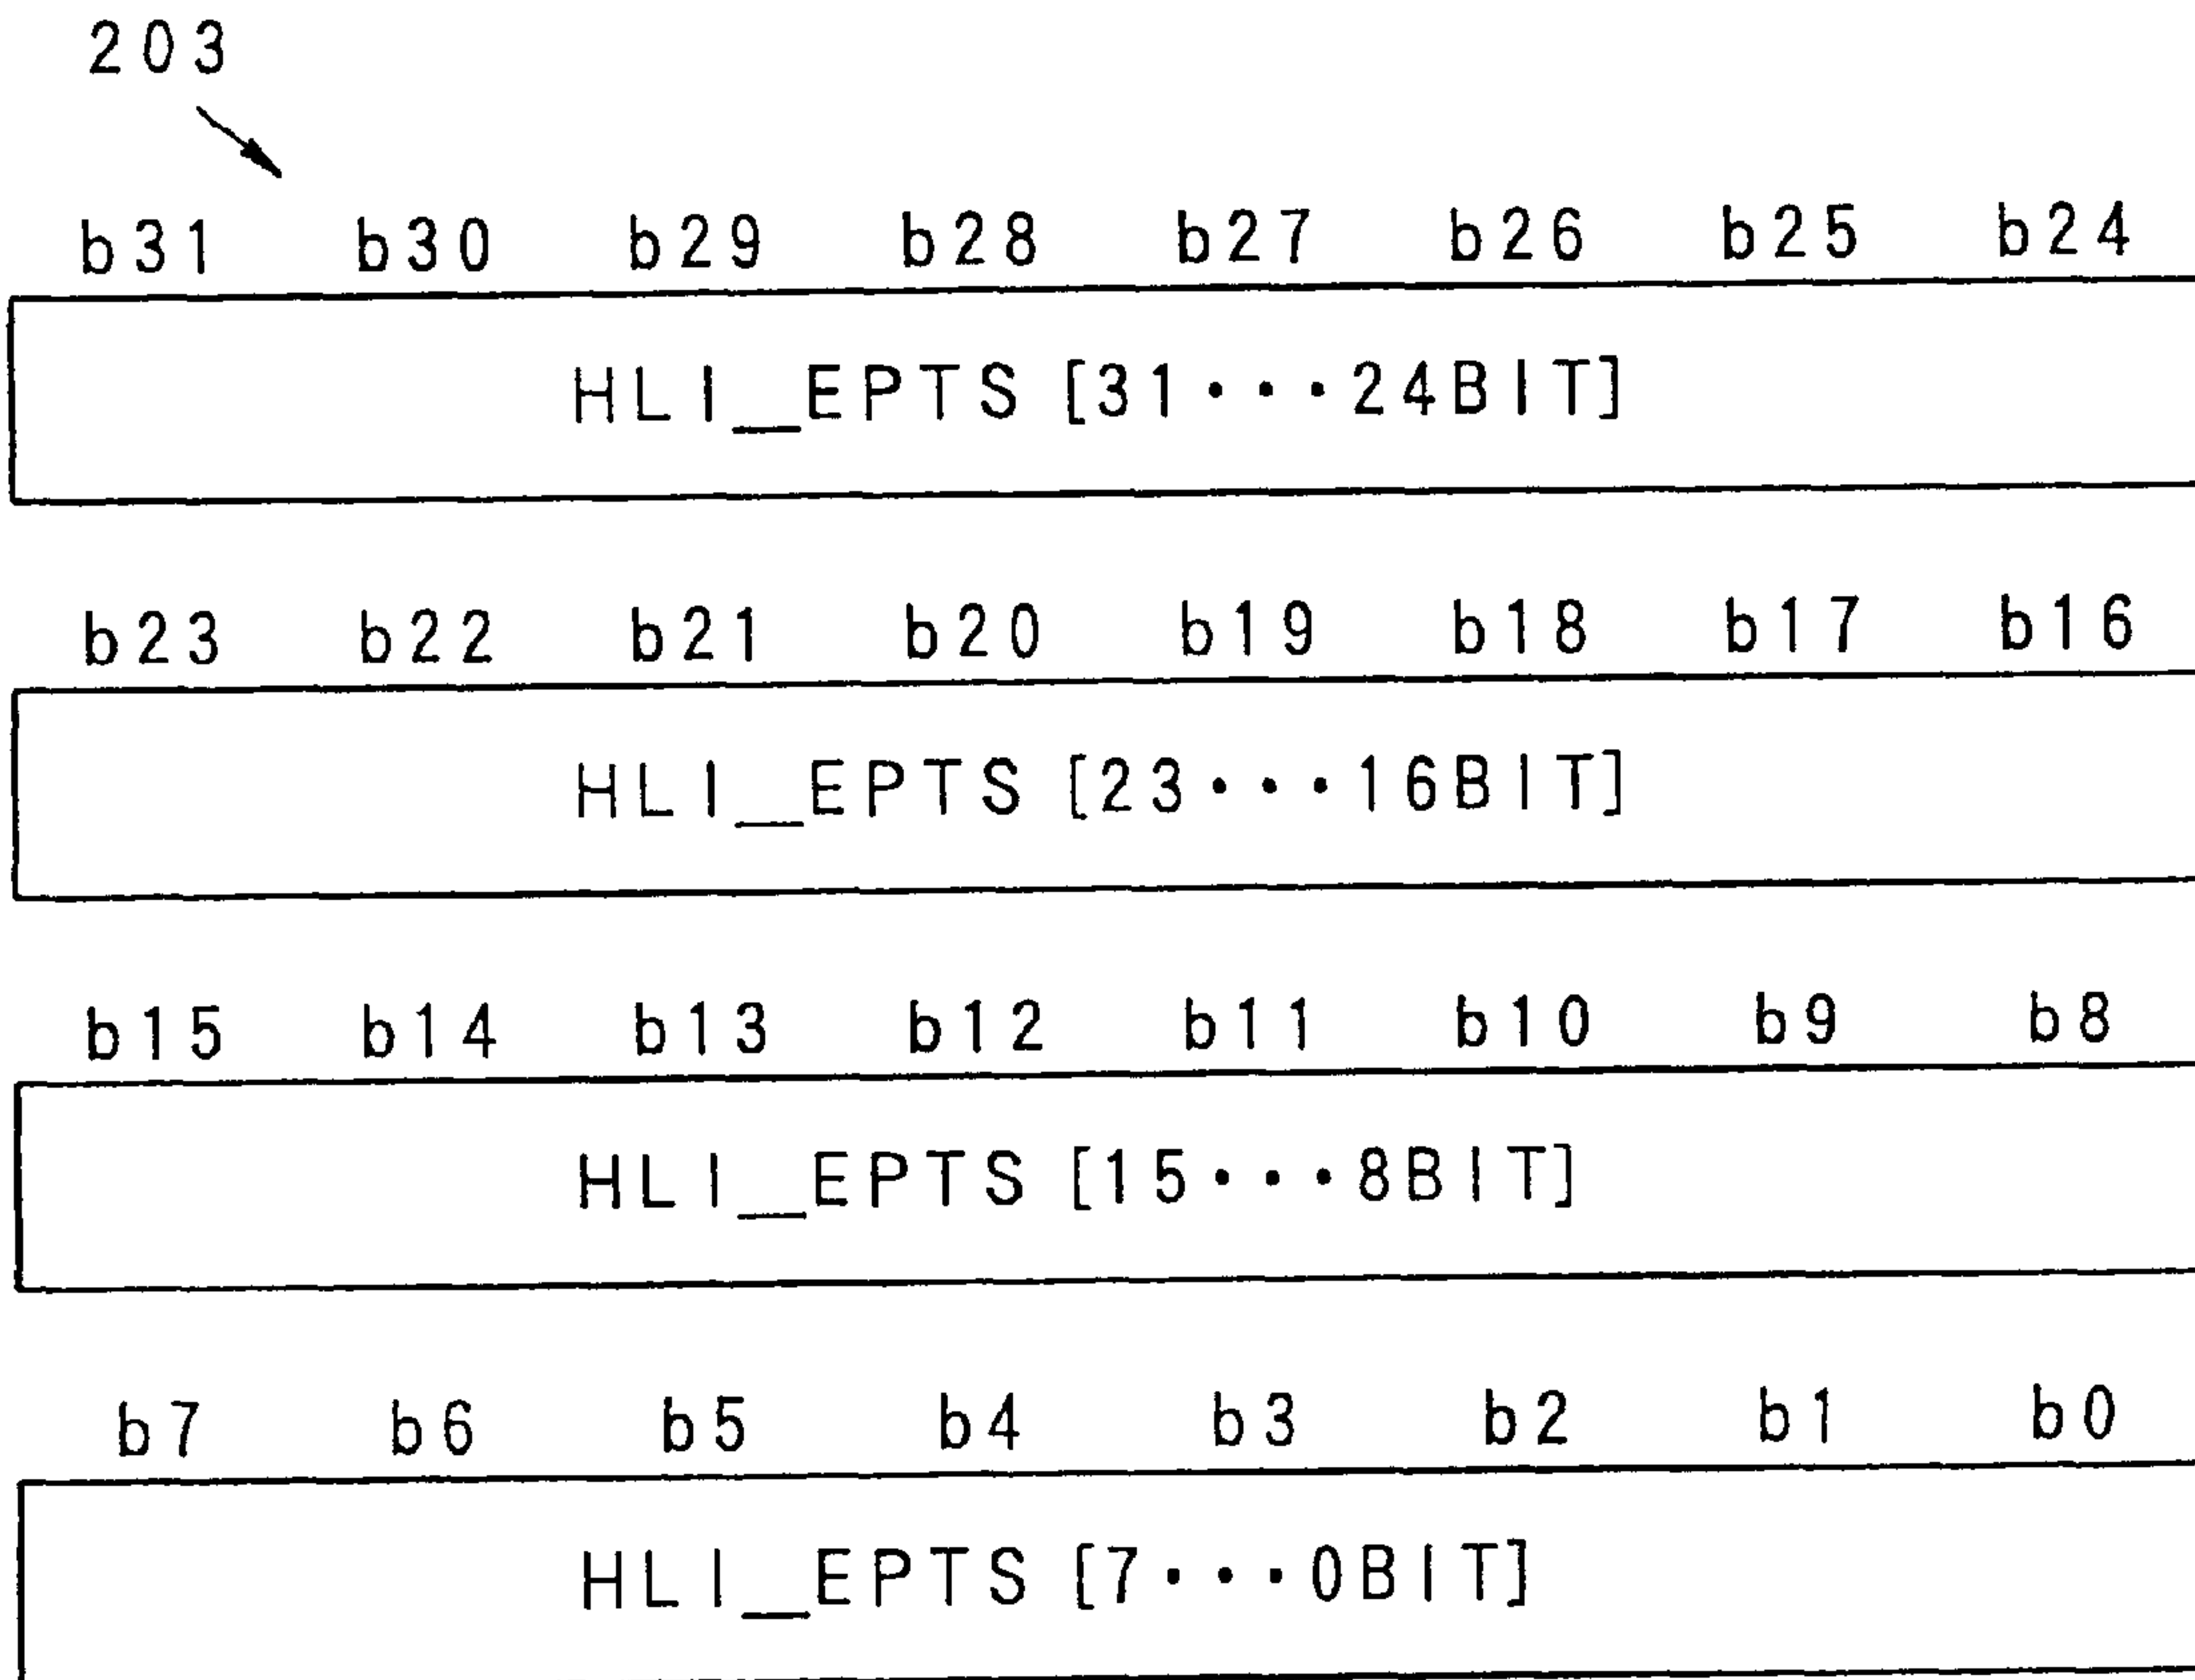 203
b31 b30 b29 b28 b27 b26 b25 b24
HLI_EPTS [31···24BIT]
b23 b22 b21 b20 b19 b18 b17 b16
HLI_EPTS [23···16BIT]
b15 b14 b13 b12 b11 b10 b9 b8
HLI_EPTS [15···8BIT]
b7 b6 b5 b4 b3 b2 b1 b0
HLI_EPTS [7···0BIT]